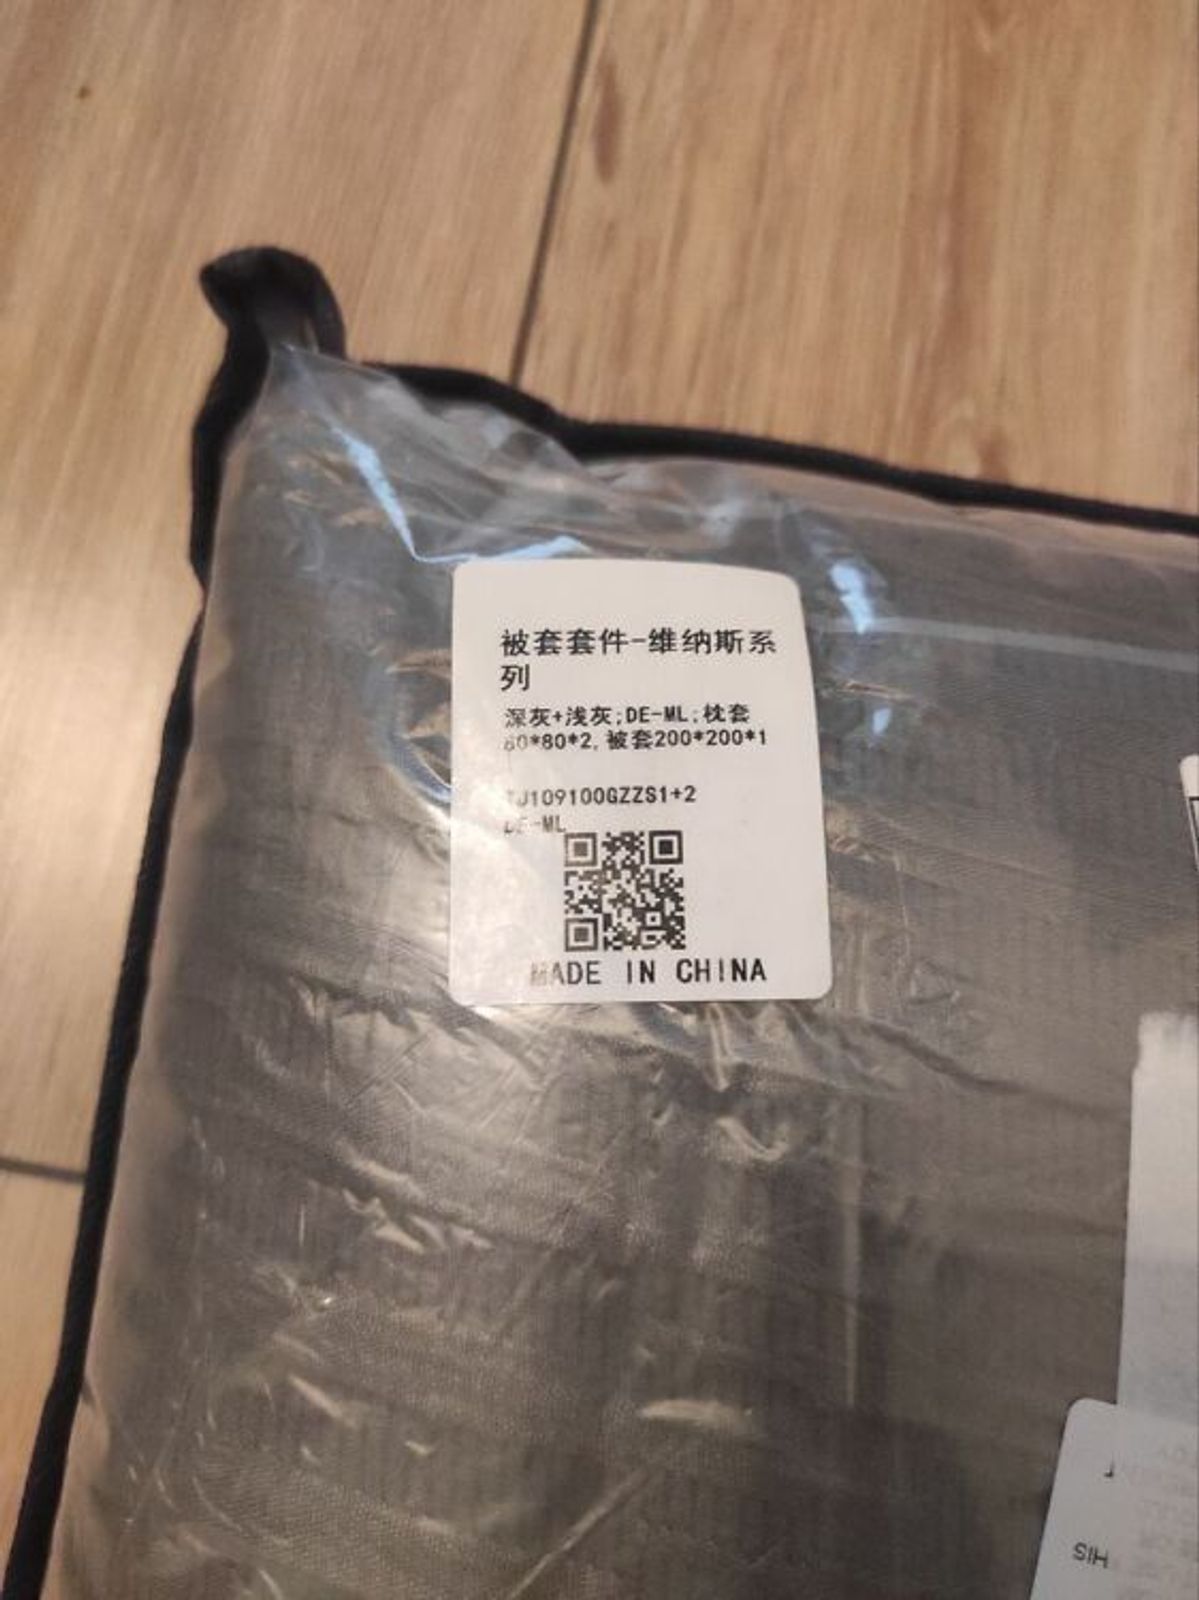 被套套件-维纳斯系
列
深灰+浅灰;DE-ML;枕套
80*80*2,被套200*200*1
TJ109100GZZS1+2
DE-ML
MADE IN CHINA
SIH